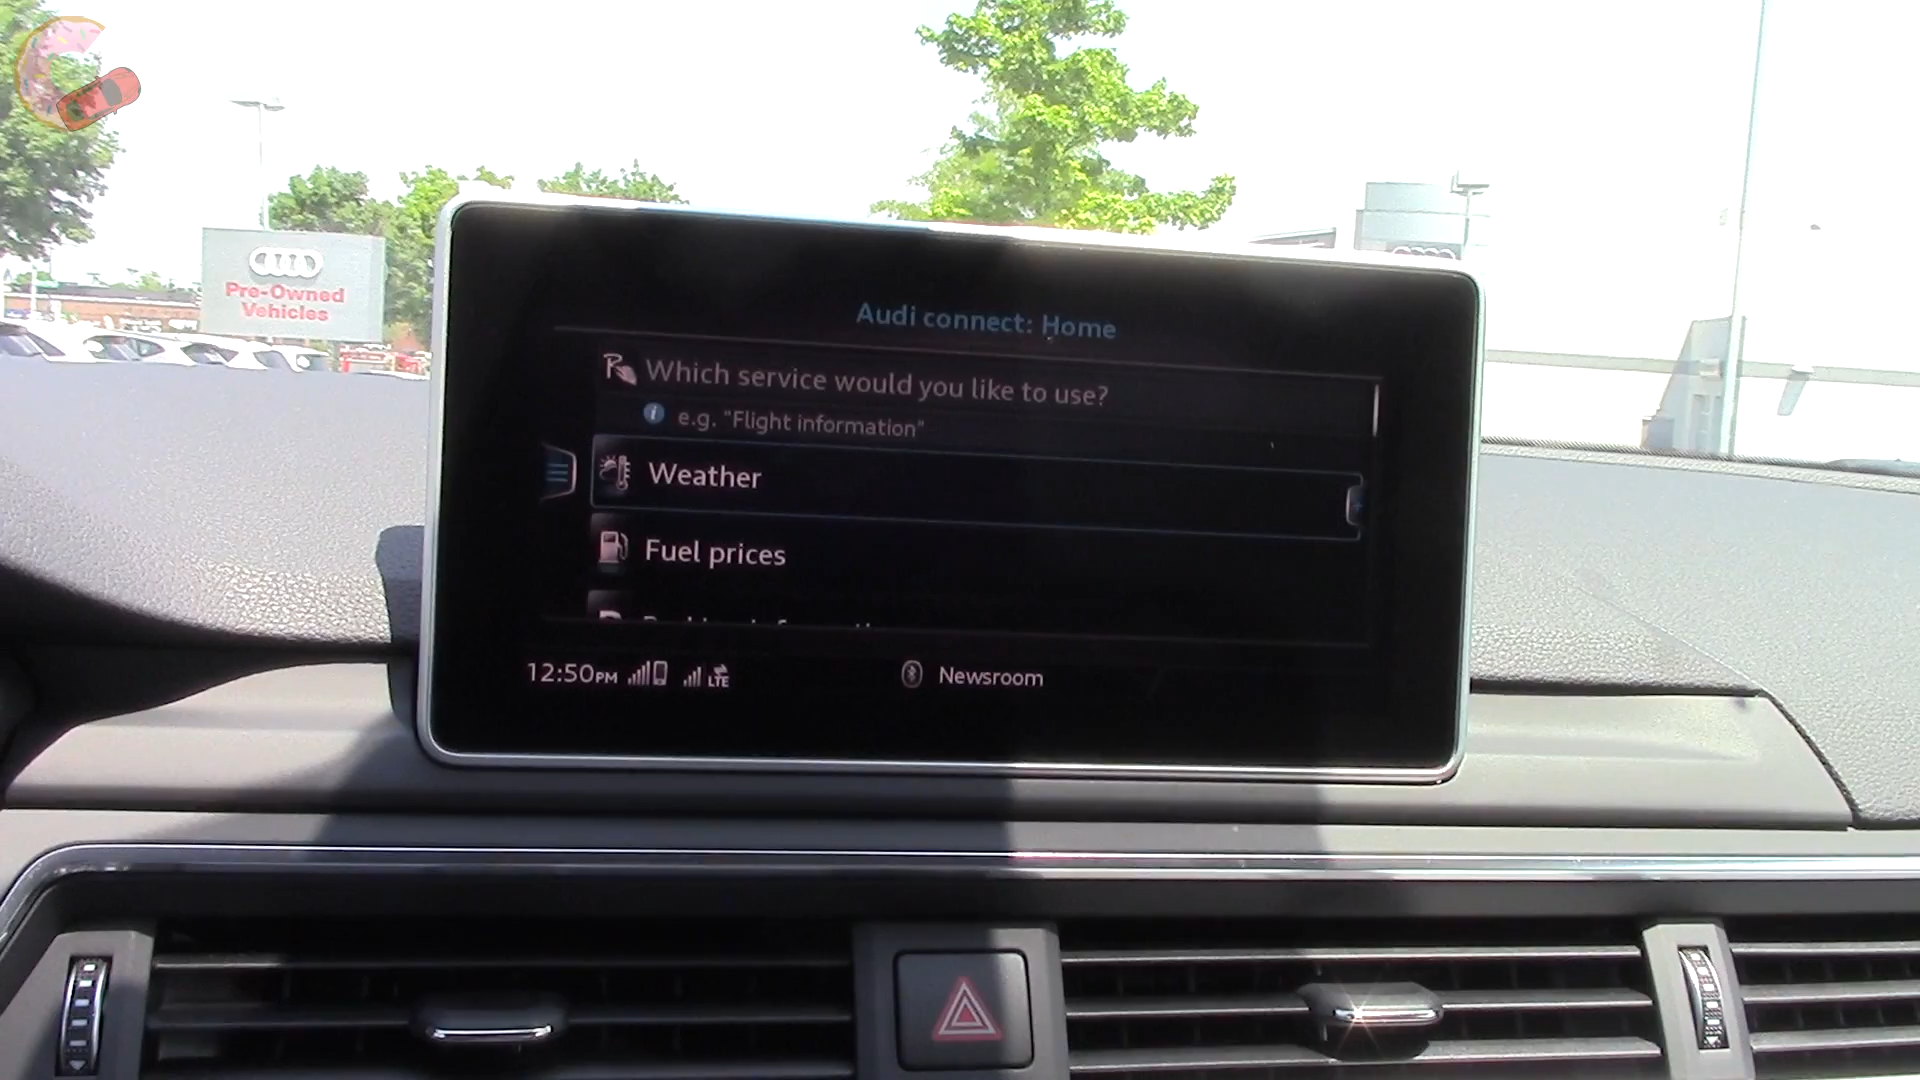 Pre-Owned
Vehicles
Audi connect: Home
Which service would you like to use?
i e.g. "Flight information"
Weather
Fuel prices
12:50PM LTE Newsroom